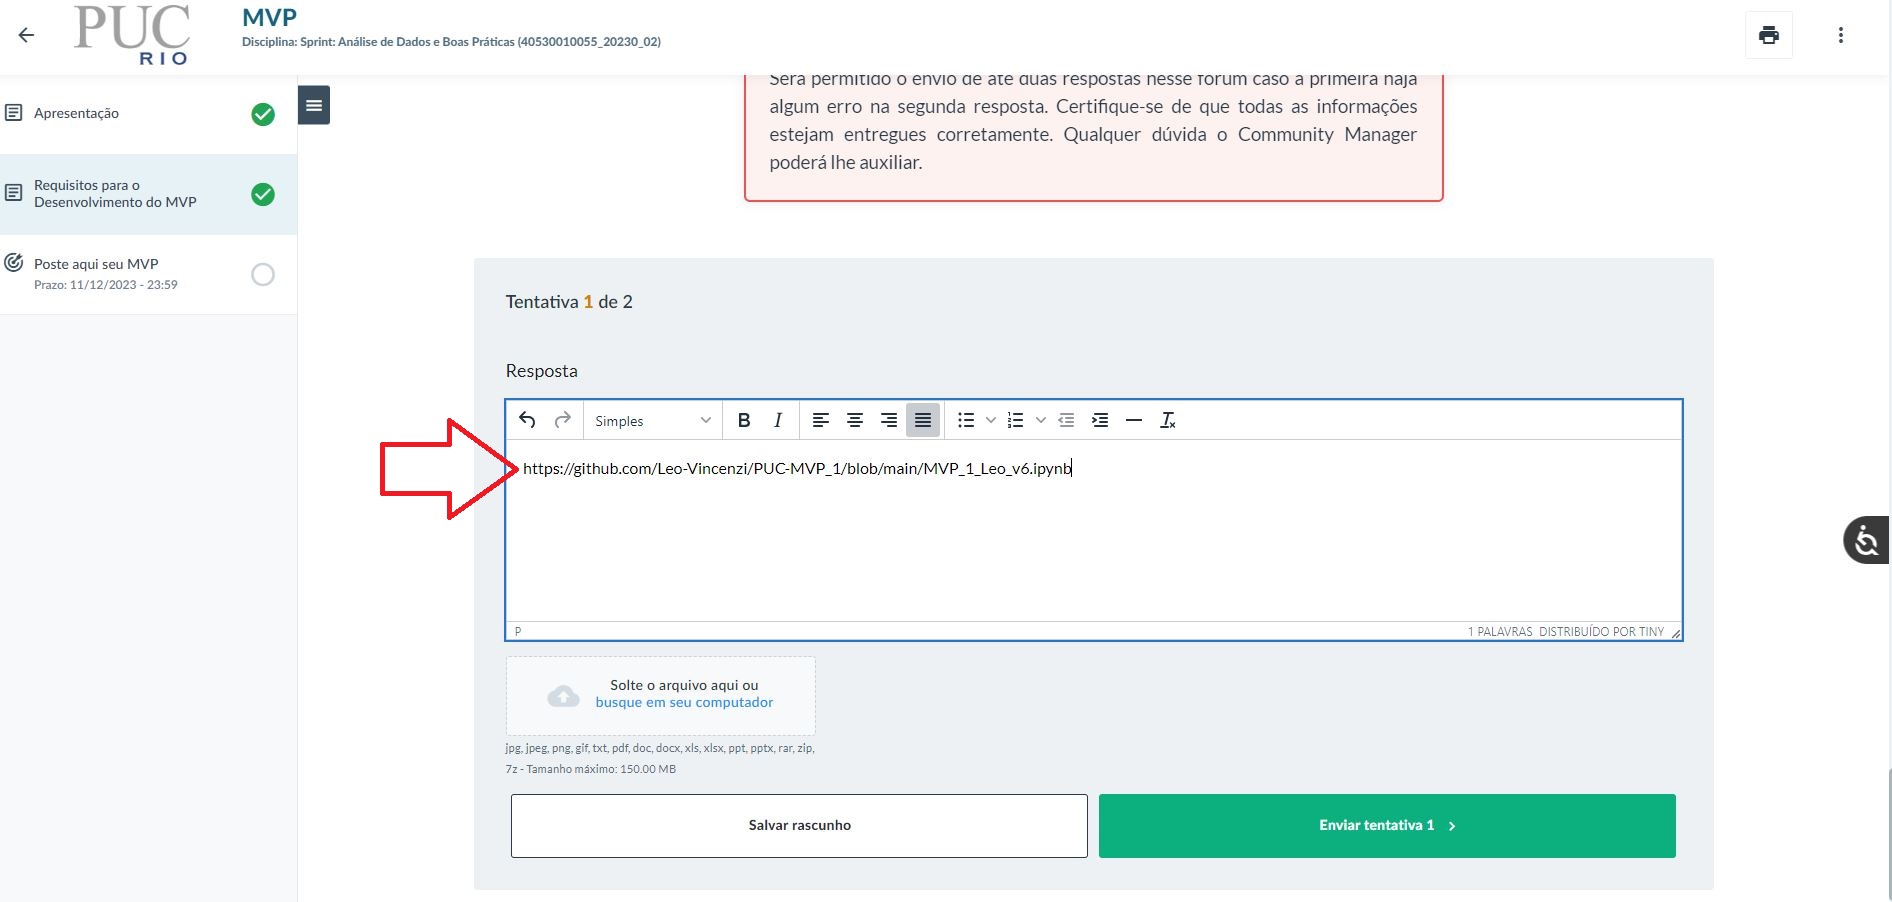 PUC
RIO
MVP
Disciplina: Sprint: Análise de Dados e Boas Práticas (40530010055_20230_02)
Apresentação
Requisitos para o
Desenvolvimento do MVP
Poste aqui seu MVP
Prazo: 11/12/2023 - 23:59
Será permitido o envio de até duas respostas nesse fórum caso a primeira haja
algum erro na segunda resposta. Certifique-se de que todas as informações
estejam entregues corretamente. Qualquer dúvida o Community Manager
poderá lhe auxiliar.
Tentativa 1 de 2
Resposta
Simples
B I
https://github.com/Leo-Vincenzi/PUC-MVP_1/blob/main/MVP_1_Leo_v6.ipynb
P
1 PALAVRAS DISTRIBUÍDO POR TINY
Solte o arquivo aqui ou
busque em seu computador
jpg, jpeg, png, gif, txt, pdf, doc, docx, xls, xlsx, ppt, pptx, rar, zip,
7z - Tamanho máximo: 150.00 MB
Salvar rascunho
Enviar tentativa 1